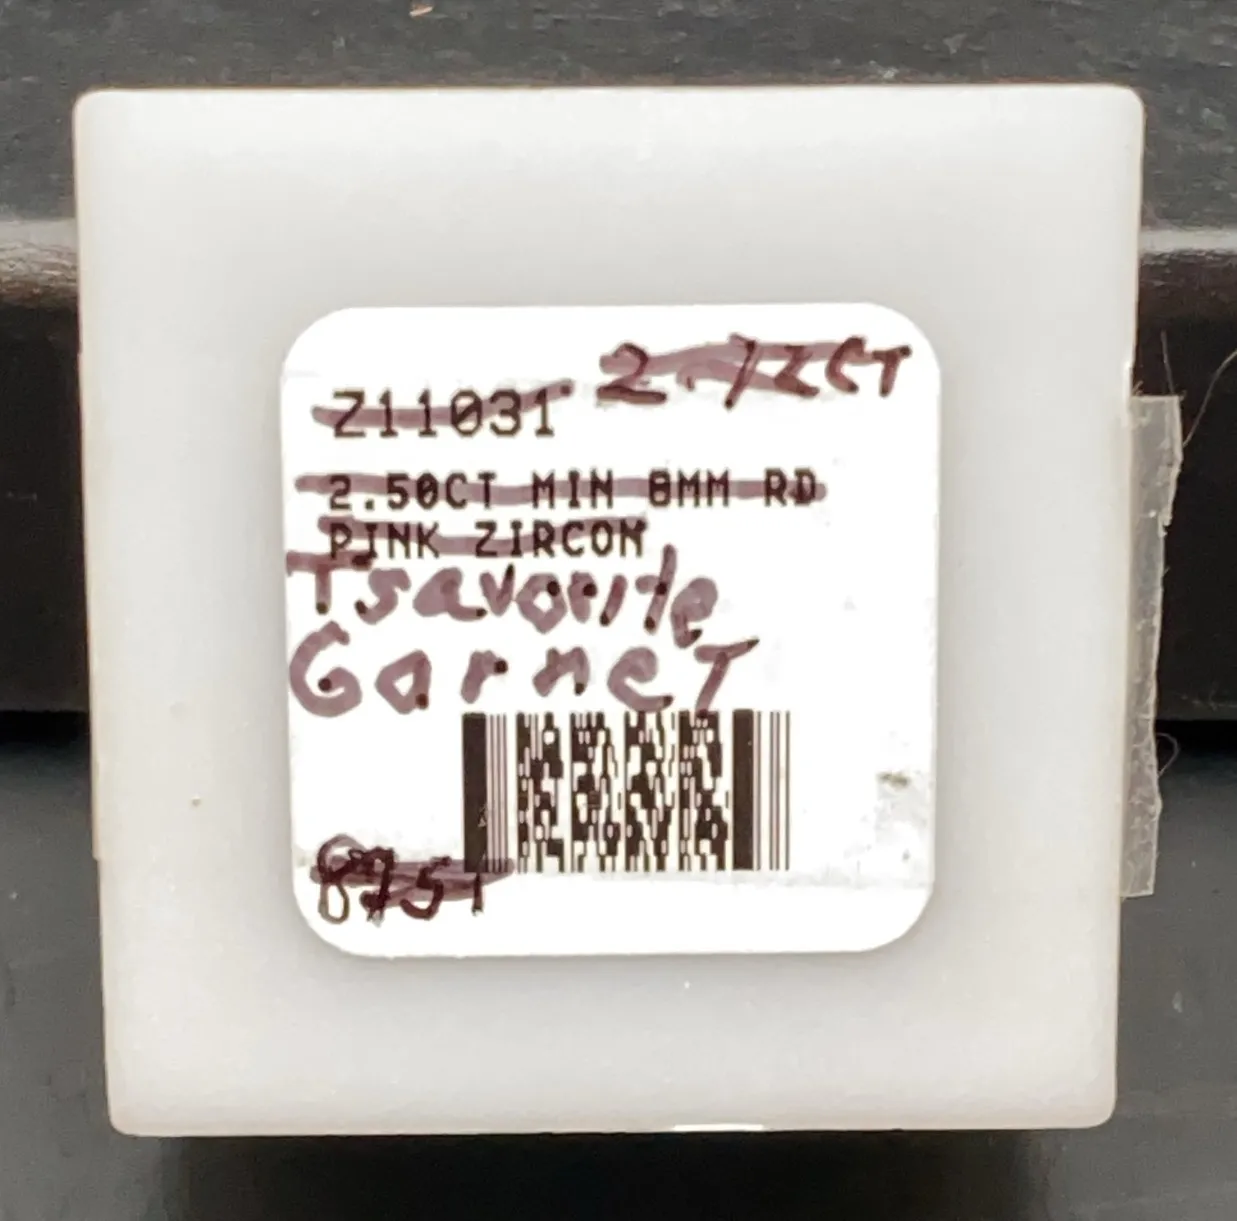 2.72CT
Z11031
2.50CT MIN 8MM RD
PINK ZIRCON
Tsavorite
GarneT
8751